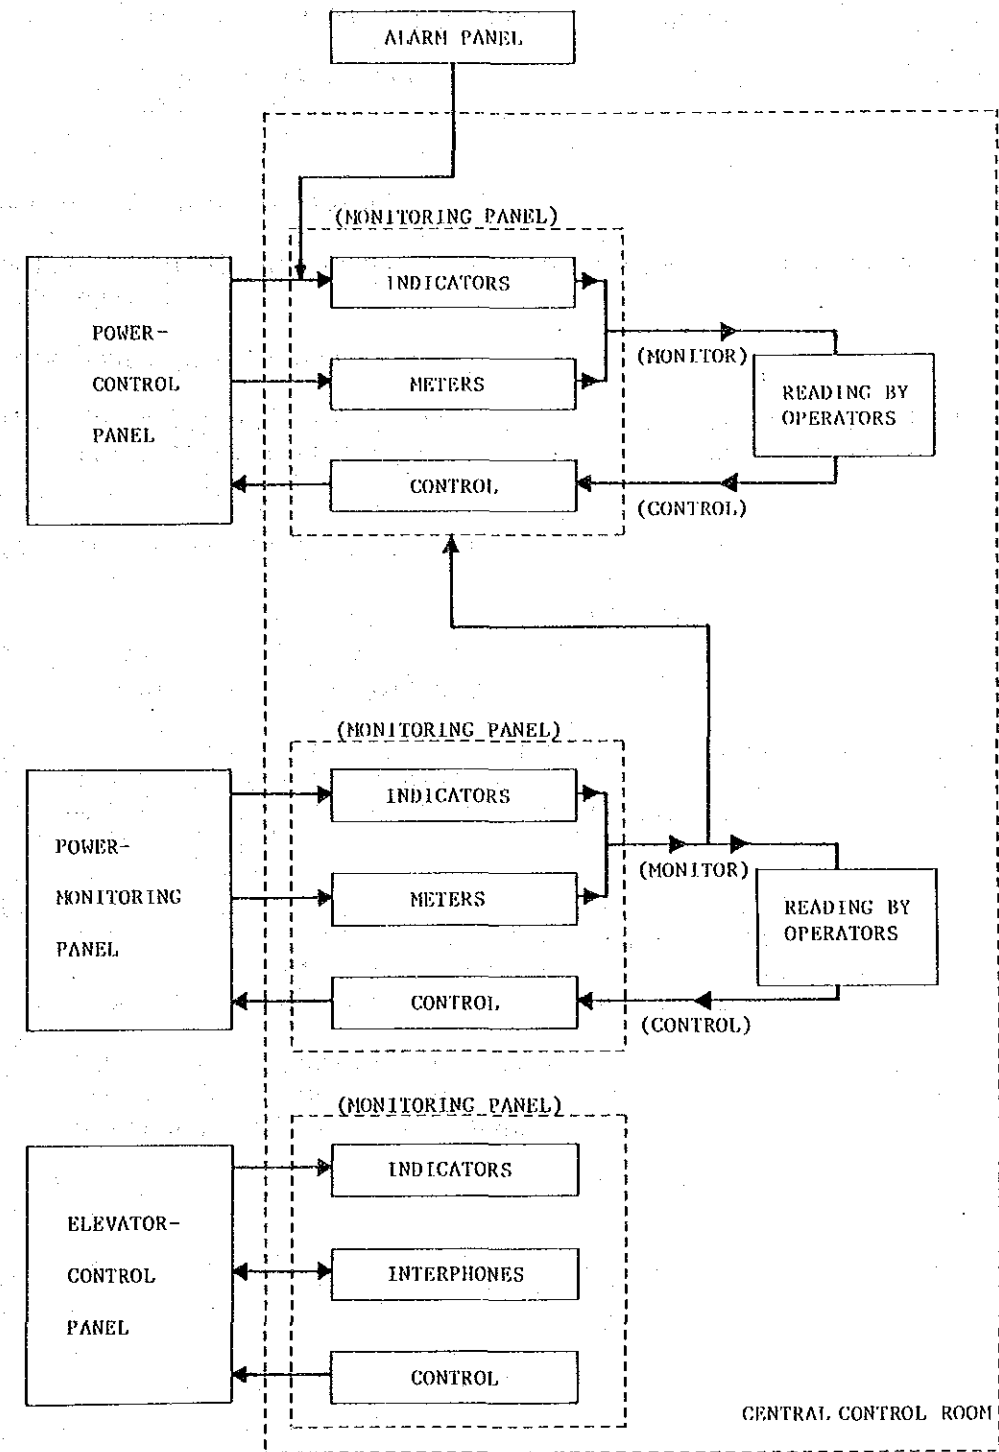 ALARM PANEL
(MONITORING PANEL)
POWER-
CONTROL
PANEL
INDICATORS
METERS
CONTROL
(MONITOR)
READING BY
OPERATORS
(CONTROL)
(MONITORING PANEL)
POWER-
MONITORING
PANEL
INDICATORS
METERS
CONTROL
(MONITOR)
READING BY
OPERATORS
(CONTROL)
(MONITORING PANEL)
ELEVATOR-
CONTROL
PANEL
INDICATORS
INTERPHONES
CONTROL
CENTRAL CONTROL ROOM